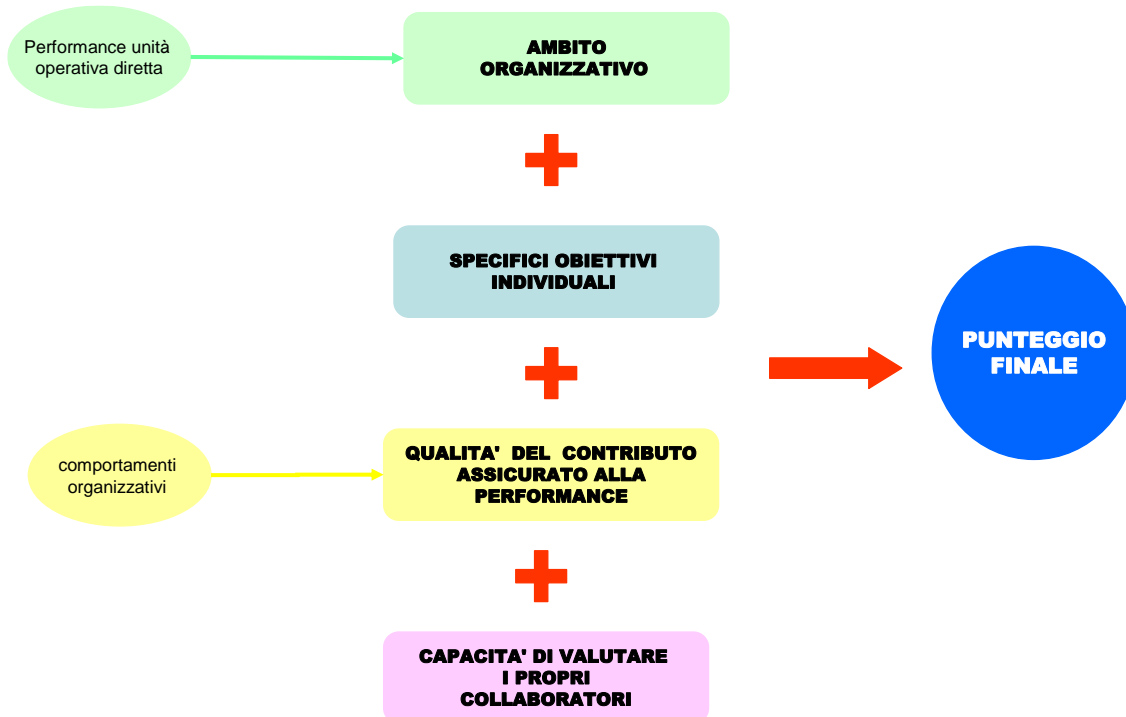 Performance unità
operativa diretta
AMBITO
ORGANIZZATIVO
SPECIFICI OBIETTIVI
INDIVIDUALI
PUNTEGGIO
FINALE
comportamenti
organizzativi
QUALITA' DEL CONTRIBUTO
ASSICURATO ALLA
PERFORMANCE
CAPACITA' DI VALUTARE
I PROPRI
COLLABORATORI